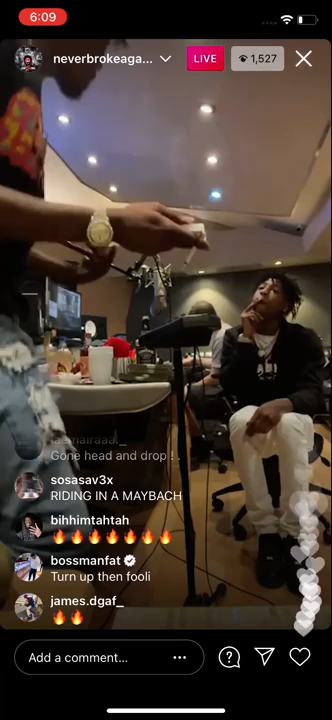 6:09
neverbrokeaga...
LIVE
1,527
Gone head and drop ! .
sosasav3x
RIDING IN A MAYBACH
bihhimtahtah
🔥🔥🔥🔥🔥🔥🔥
bossmanfat
Turn up then fooli
james.dgaf_
🔥🔥
Add a comment...